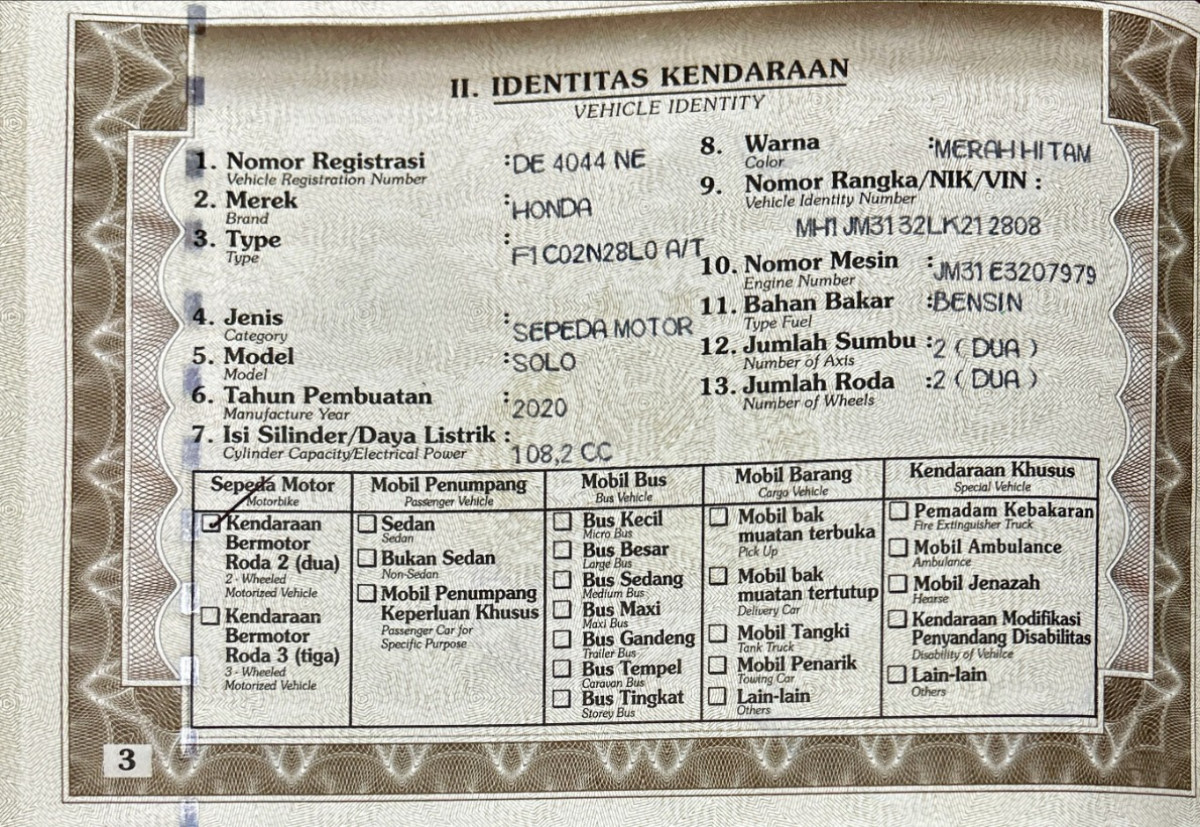 II. IDENTITAS KENDARAAN
VEHICLE IDENTITY
1. Nomor Registrasi : DE 4044 NE
Vehicle Registration Number
2. Merek : HONDA
Brand
3. Type : F1C02N28L0 A/T
Type
4. Jenis : SEPEDA MOTOR
Category
5. Model : SOLO
Model
6. Tahun Pembuatan : 2020
Manufacture Year
7. Isi Silinder/Daya Listrik : 108,2 CC
Cylinder Capacity/Electrical Power
8. Warna : MERAH HITAM
Color
9. Nomor Rangka/NIK/VIN :
Vehicle Identity Number
MH1JM3132LK212808
10. Nomor Mesin : JM31E3207979
Engine Number
11. Bahan Bakar : BENSIN
Type Fuel
12. Jumlah Sumbu : 2 ( DUA )
Number of Axis
13. Jumlah Roda : 2 ( DUA )
Number of Wheels
Sepeda Motor
Motorbike
Kendaraan
Bermotor
Roda 2 (dua)
2 - Wheeled
Motorized Vehicle
Kendaraan
Bermotor
Roda 3 (tiga)
3 - Wheeled
Motorized Vehicle
Mobil Penumpang
Passenger Vehicle
Sedan
Sedan
Bukan Sedan
Non-Sedan
Mobil Penumpang
Keperluan Khusus
Passenger Car for
Specific Purpose
Mobil Bus
Bus Vehicle
Bus Kecil
Micro Bus
Bus Besar
Large Bus
Bus Sedang
Medium Bus
Bus Maxi
Maxi Bus
Bus Gandeng
Trailer Bus
Bus Tempel
Caravan Bus
Bus Tingkat
Storey Bus
Mobil Barang
Cargo Vehicle
Mobil bak
muatan terbuka
Pick Up
Mobil bak
muatan tertutup
Delivery Car
Mobil Tangki
Tank Truck
Mobil Penarik
Towing Car
Lain-lain
Others
Kendaraan Khusus
Special Vehicle
Pemadam Kebakaran
Fire Extinguisher Truck
Mobil Ambulance
Ambulance
Mobil Jenazah
Hearse
Kendaraan Modifikasi
Penyandang Disabilitas
Disability of Vehilce
Lain-lain
Others
3